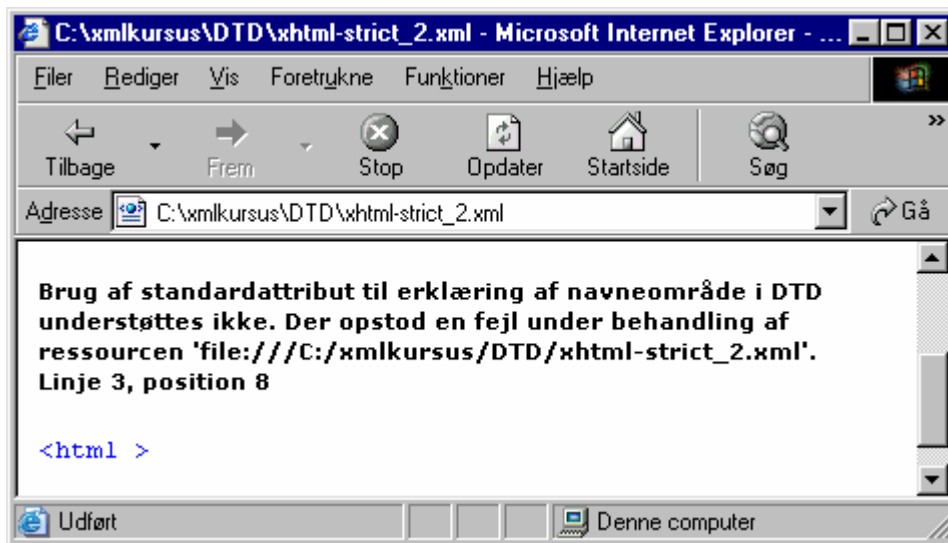 C:\xmlkursus\DTD\xhtml-strict_2.xml - Microsoft Internet Explorer - ...
Filer Rediger Vis Foretrukne Funktioner Hjælp
Tilbage Frem Stop Opdater Startside Søg »
Adresse C:\xmlkursus\DTD\xhtml-strict_2.xml Gå
Brug af standardattribut til erklæring af navneområde i DTD
understøttes ikke. Der opstod en fejl under behandling af
ressourcen 'file:///C:/xmlkursus/DTD/xhtml-strict_2.xml'.
Linje 3, position 8
<html >
Udført Denne computer